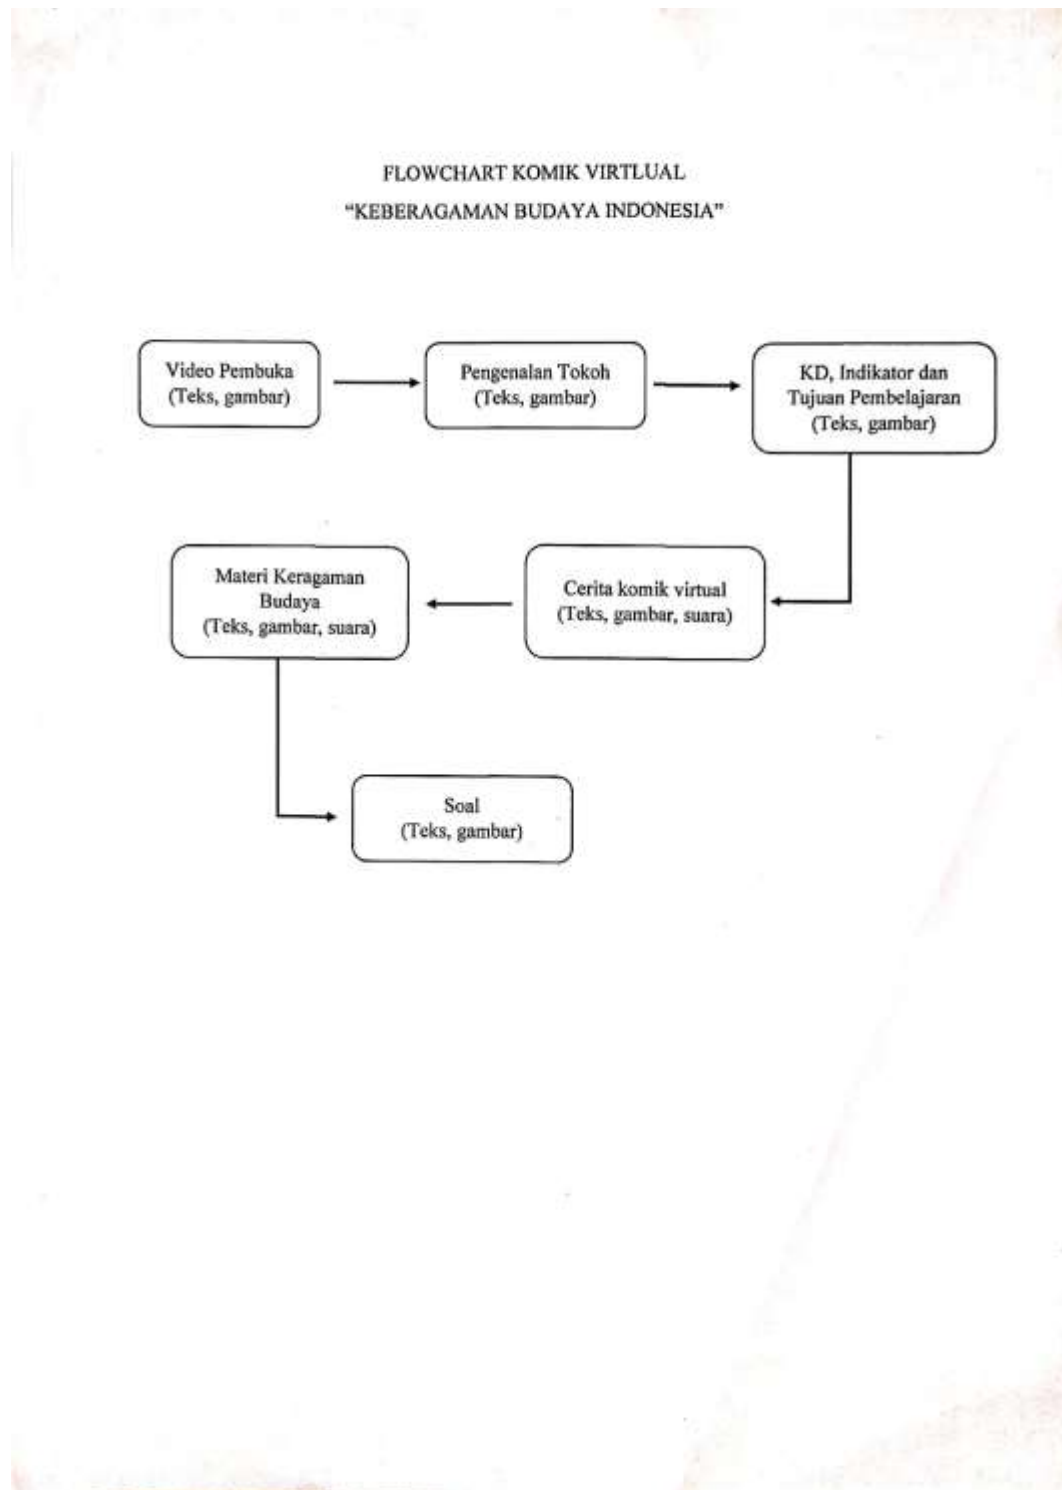 FLOWCHART KOMIK VIRTLUAL
“KEBERAGAMAN BUDAYA INDONESIA”
Video Pembuka
(Teks, gambar)
Pengenalan Tokoh
(Teks, gambar)
KD, Indikator dan
Tujuan Pembelajaran
(Teks, gambar)
Cerita komik virtual
(Teks, gambar, suara)
Materi Keragaman
Budaya
(Teks, gambar, suara)
Soal
(Teks, gambar)